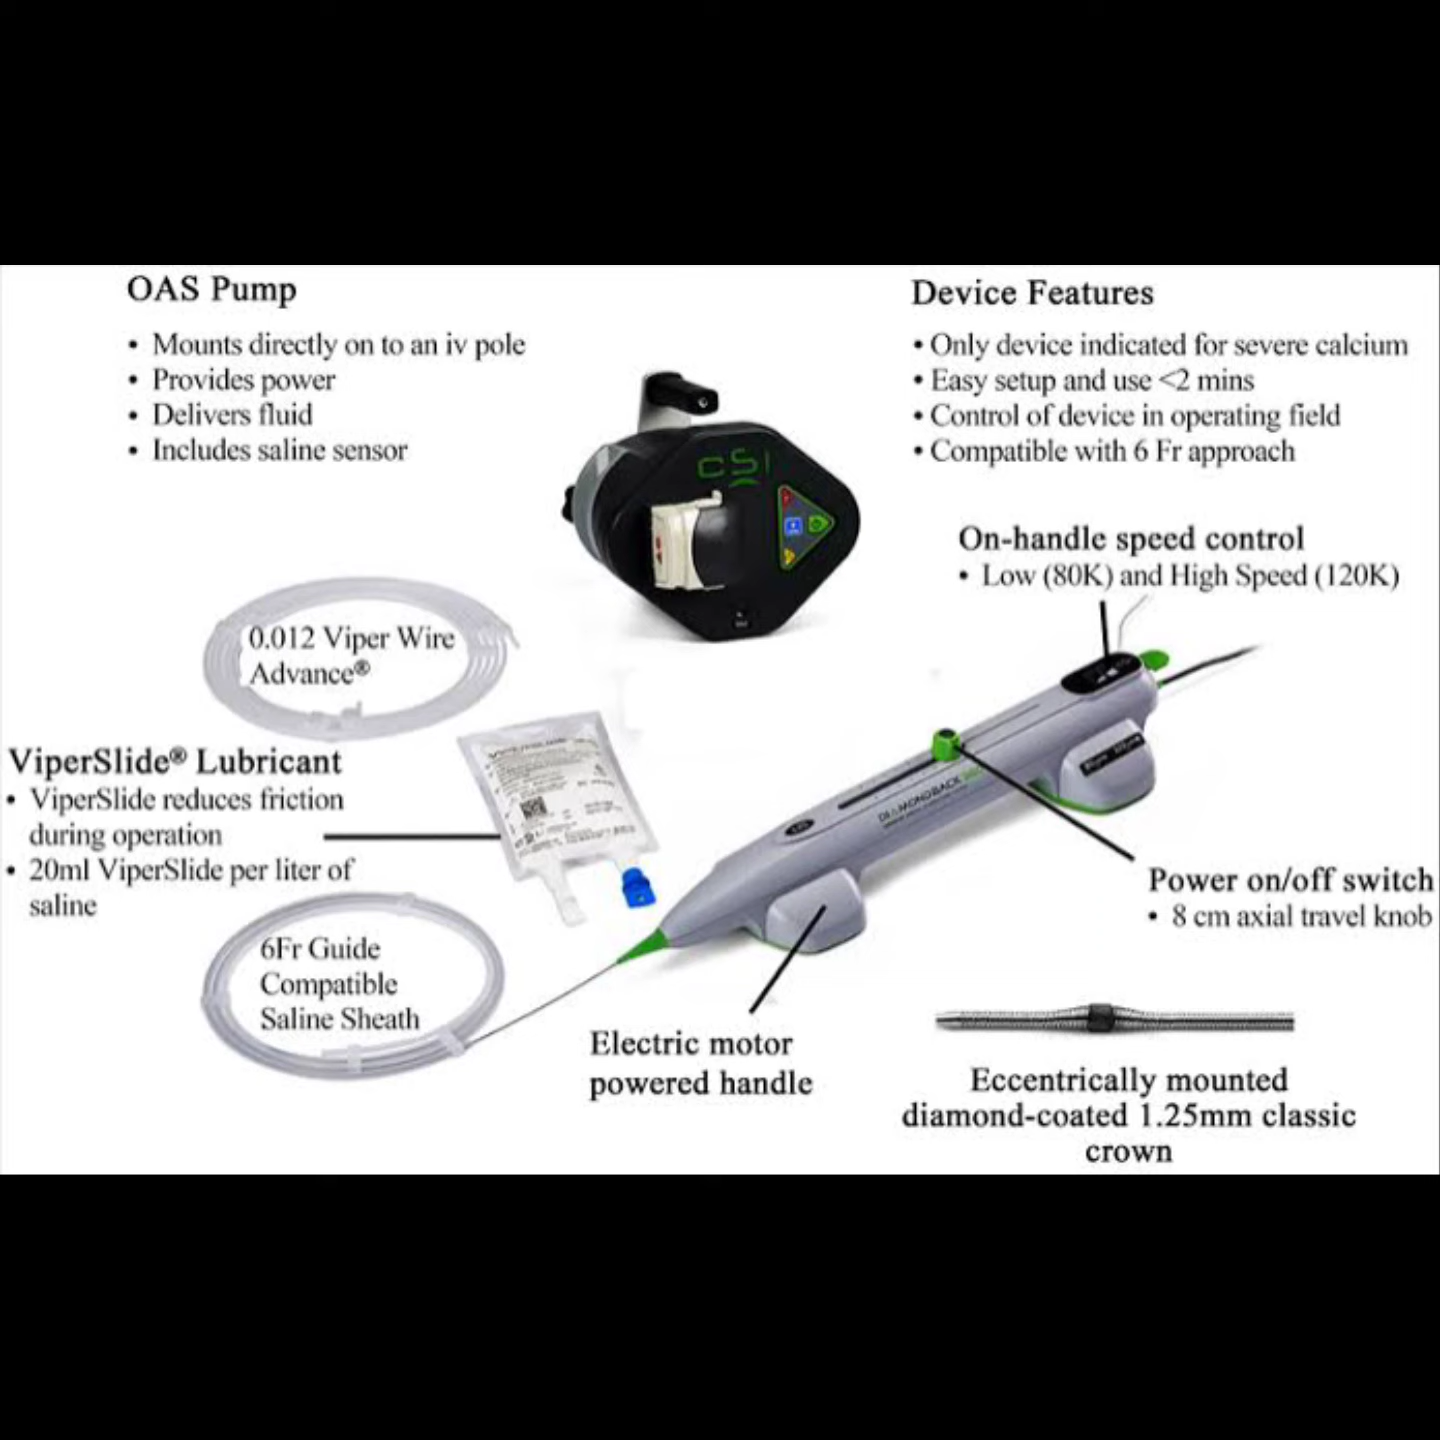 OAS Pump
• Mounts directly on to an iv pole
• Provides power
• Delivers fluid
• Includes saline sensor
Device Features
• Only device indicated for severe calcium
• Easy setup and use <2 mins
• Control of device in operating field
• Compatible with 6 Fr approach
CSI
On-handle speed control
• Low (80K) and High Speed (120K)
0.012 Viper Wire
Advance®
ViperSlide® Lubricant
• ViperSlide reduces friction
during operation
• 20ml ViperSlide per liter of
saline
DIAMONDBACK 360
Power on/off switch
• 8 cm axial travel knob
6Fr Guide
Compatible
Saline Sheath
Electric motor
powered handle
Eccentrically mounted
diamond-coated 1.25mm classic
crown